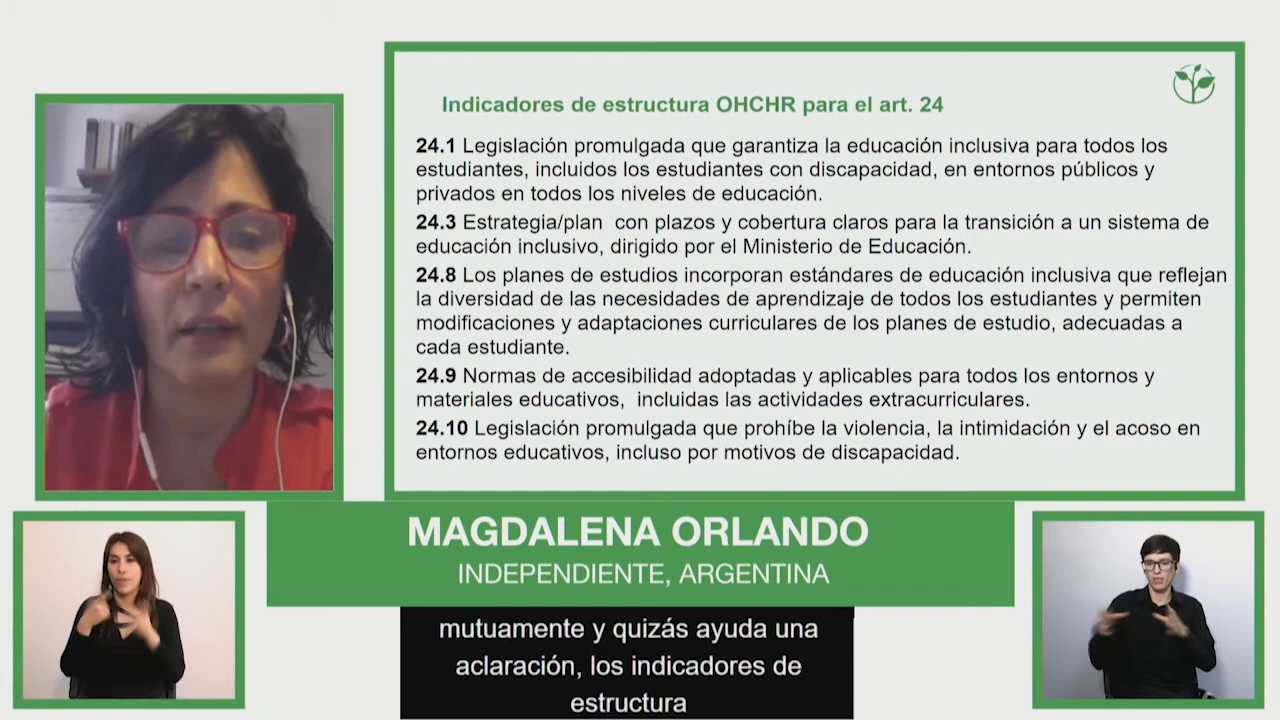 Indicadores de estructura OHCHR para el art. 24
24.1 Legislación promulgada que garantiza la educación inclusiva para todos los
estudiantes, incluidos los estudiantes con discapacidad, en entornos públicos y
privados en todos los niveles de educación.
24.3 Estrategia/plan con plazos y cobertura claros para la transición a un sistema de
educación inclusivo, dirigido por el Ministerio de Educación.
24.8 Los planes de estudios incorporan estándares de educación inclusiva que reflejan
la diversidad de las necesidades de aprendizaje de todos los estudiantes y permiten
modificaciones y adaptaciones curriculares de los planes de estudio, adecuadas a
cada estudiante.
24.9 Normas de accesibilidad adoptadas y aplicables para todos los entornos y
materiales educativos, incluidas las actividades extracurriculares.
24.10 Legislación promulgada que prohíbe la violencia, la intimidación y el acoso en
entornos educativos, incluso por motivos de discapacidad.
MAGDALENA ORLANDO
INDEPENDIENTE, ARGENTINA
mutuamente y quizás ayuda una
aclaración, los indicadores de
estructura